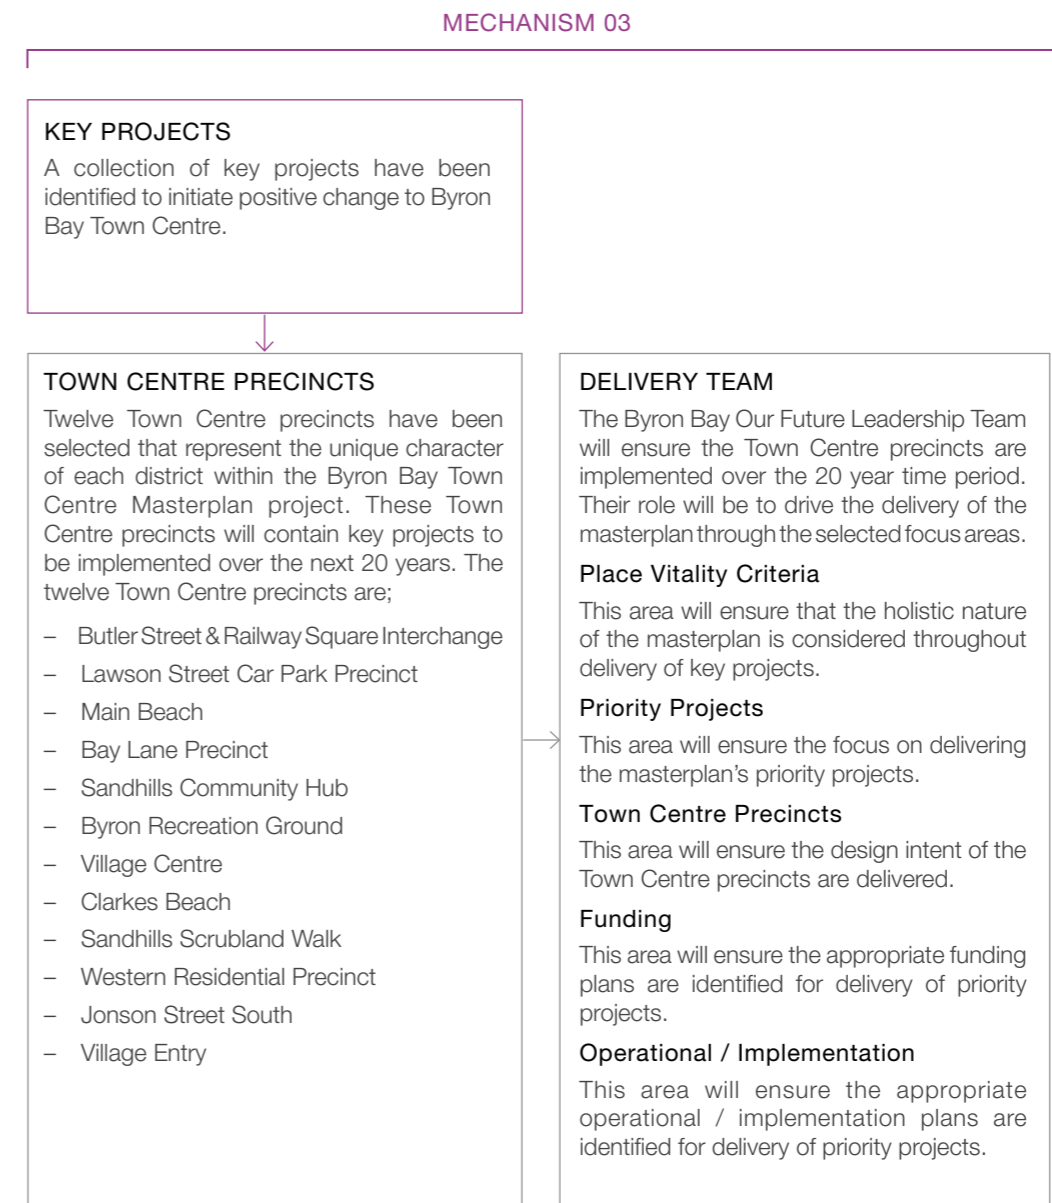 MECHANISM 03
KEY PROJECTS
A collection of key projects have been
identified to initiate positive change to Byron
Bay Town Centre.
TOWN CENTRE PRECINCTS
Twelve Town Centre precincts have been
selected that represent the unique character
of each district within the Byron Bay Town
Centre Masterplan project. These Town
Centre precincts will contain key projects to
be implemented over the next 20 years. The
twelve Town Centre precincts are;
– Butler Street & Railway Square Interchange
– Lawson Street Car Park Precinct
– Main Beach
– Bay Lane Precinct
– Sandhills Community Hub
– Byron Recreation Ground
– Village Centre
– Clarkes Beach
– Sandhills Scrubland Walk
– Western Residential Precinct
– Jonson Street South
– Village Entry
DELIVERY TEAM
The Byron Bay Our Future Leadership Team
will ensure the Town Centre precincts are
implemented over the 20 year time period.
Their role will be to drive the delivery of the
masterplan through the selected focus areas.
Place Vitality Criteria
This area will ensure that the holistic nature
of the masterplan is considered throughout
delivery of key projects.
Priority Projects
This area will ensure the focus on delivering
the masterplan's priority projects.
Town Centre Precincts
This area will ensure the design intent of the
Town Centre precincts are delivered.
Funding
This area will ensure the appropriate funding
plans are identified for delivery of priority
projects.
Operational / Implementation
This area will ensure the appropriate
operational / implementation plans are
identified for delivery of priority projects.